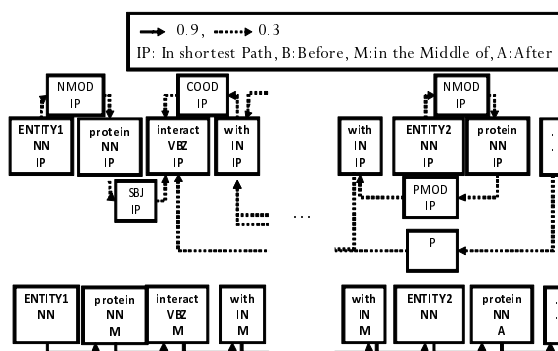 0.9, 0.3
IP: In shortest Path, B:Before, M:in the Middle of, A:After
NMOD
IP
COOD
IP
NMOD
IP
ENTITY1
NN
IP
protein
NN
IP
interact
VBZ
IP
with
IN
IP
with
IN
IP
ENTITY2
NN
IP
protein
NN
IP
.
.
SBJ
IP
PMOD
IP
...
P
ENTITY1
NN
protein
NN
M
interact
VBZ
M
with
IN
M
with
IN
M
ENTITY2
NN
protein
NN
A
.
.